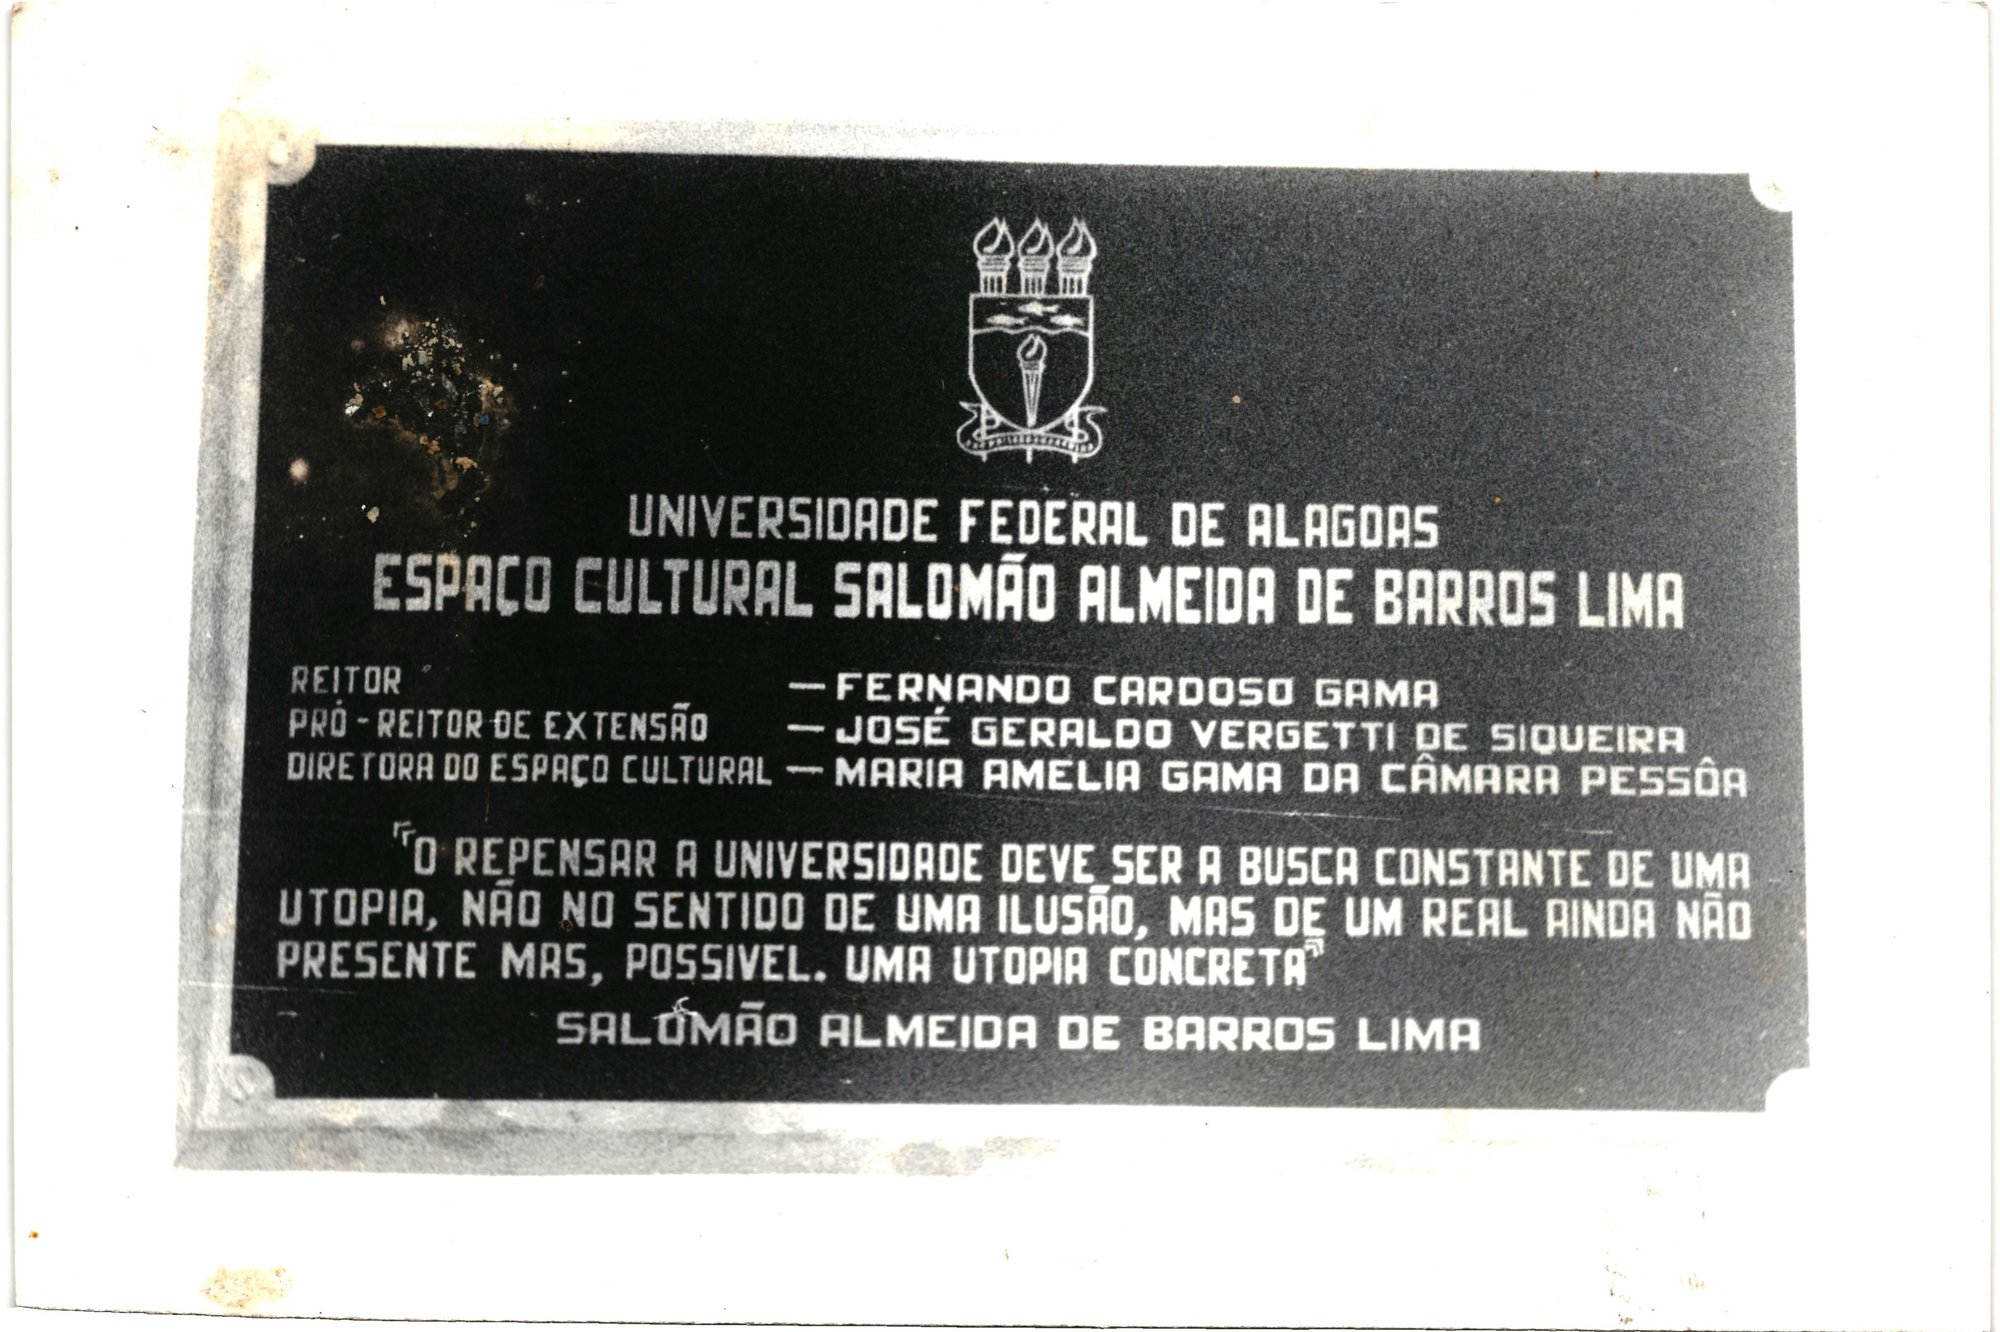 UNIVERSIDADE FEDERAL DE ALAGOAS
ESPAÇO CULTURAL SALOMÃO ALMEIDA DE BARROS LIMA
REITOR — FERNANDO CARDOSO GAMA
PRÓ - REITOR DE EXTENSÃO — JOSÉ GERALDO VERGETTI DE SIQUEIRA
DIRETORA DO ESPAÇO CULTURAL — MARIA AMELIA GAMA DA CÂMARA PESSÔA
"O REPENSAR A UNIVERSIDADE DEVE SER A BUSCA CONSTANTE DE UMA
UTOPIA, NÃO NO SENTIDO DE UMA ILUSÃO, MAS DE UM REAL AINDA NÃO
PRESENTE MAS, POSSIVEL. UMA UTOPIA CONCRETA"
SALOMÃO ALMEIDA DE BARROS LIMA